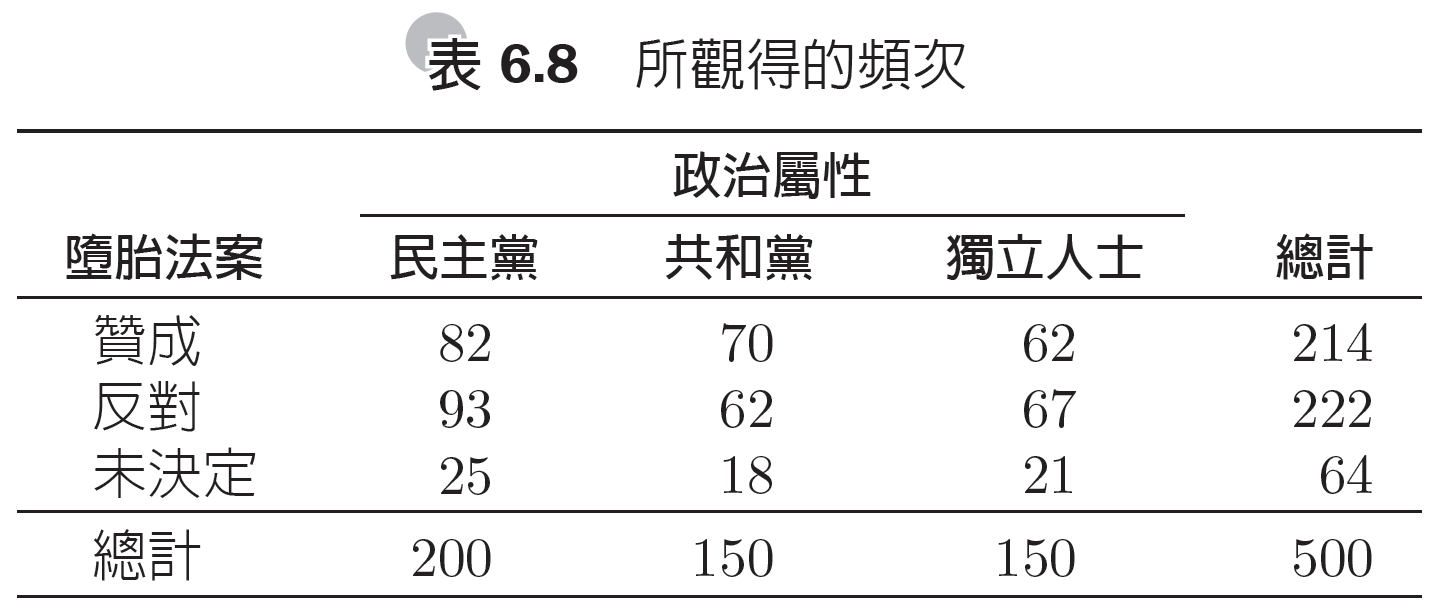 表 6.8 所觀得的頻次
政治屬性
墮胎法案 民主黨 共和黨 獨立人士 總計
贊成 82 70 62 214
反對 93 62 67 222
未決定 25 18 21 64
總計 200 150 150 500